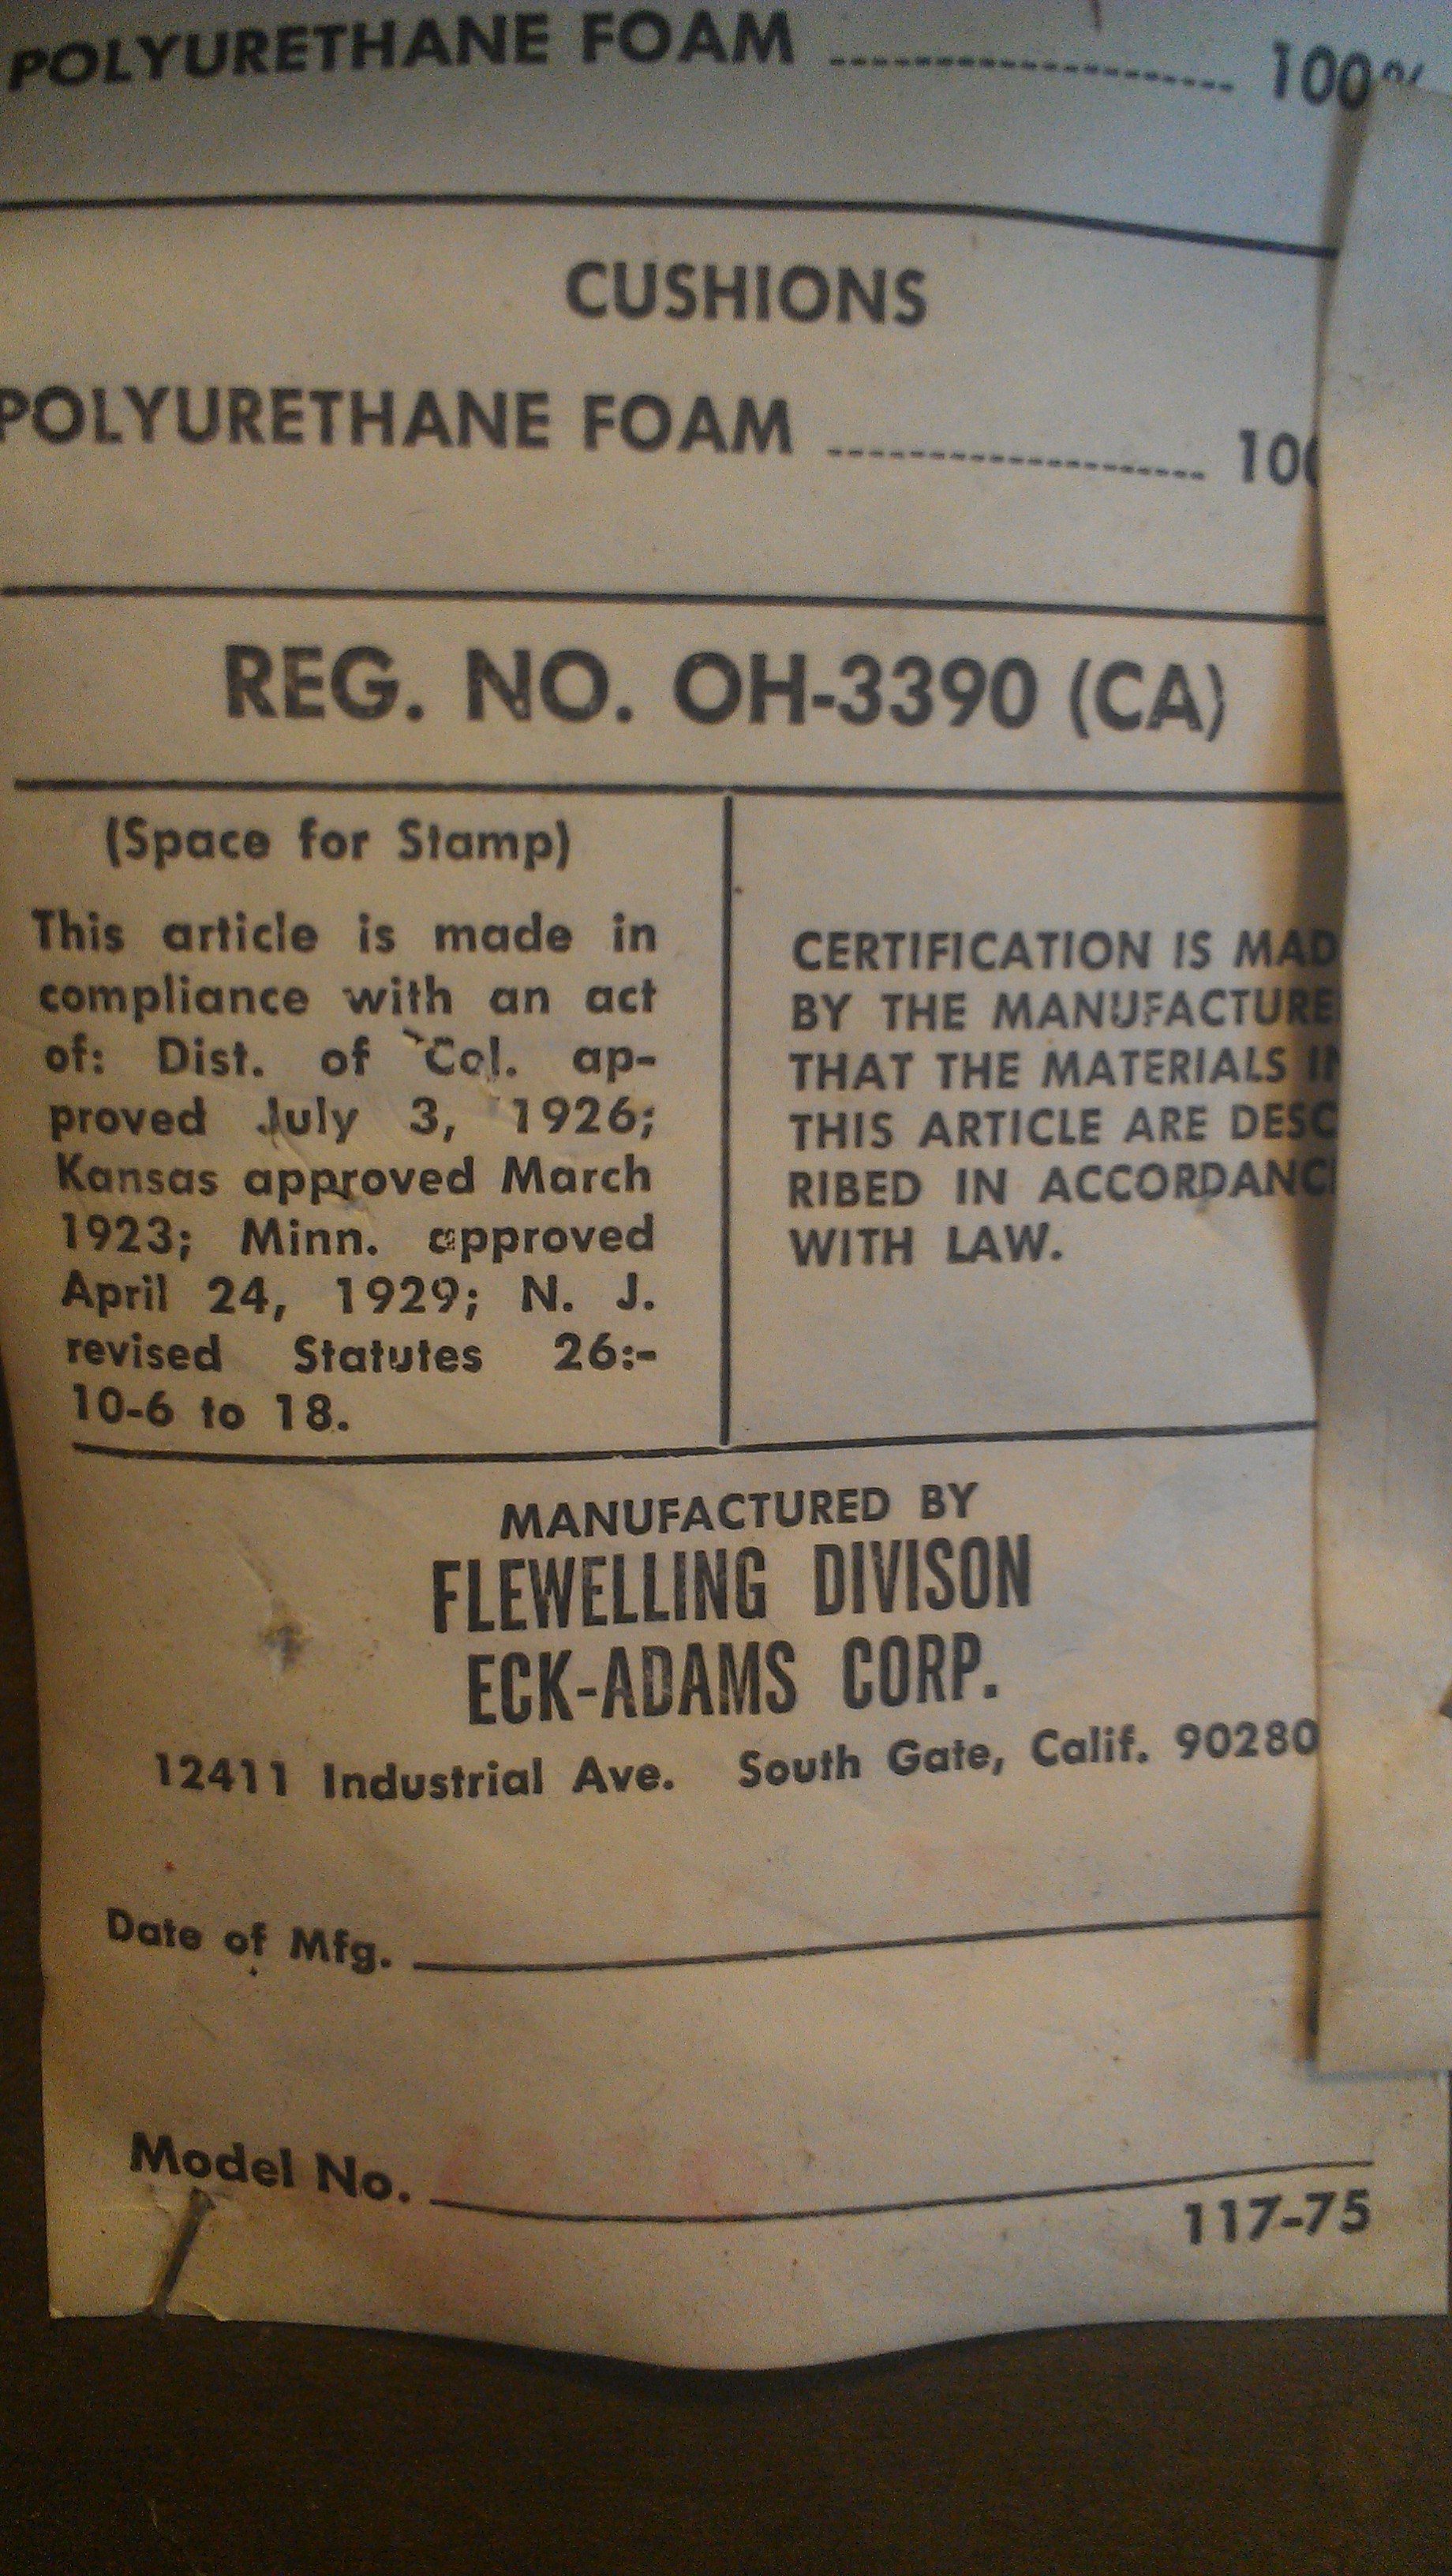 POLYURETHANE FOAM -------------------- 100%
CUSHIONS
POLYURETHANE FOAM -------------------- 10
REG. NO. OH-3390 (CA)
(Space for Stamp)
This article is made in
compliance with an act
of: Dist. of Col. ap-
proved July 3, 1926;
Kansas approved March
1923; Minn. approved
April 24, 1929; N. J.
revised Statutes 26:-
10-6 to 18.
CERTIFICATION IS MAD
BY THE MANUFACTURE
THAT THE MATERIALS IN
THIS ARTICLE ARE DESC
RIBED IN ACCORDANC
WITH LAW.
MANUFACTURED BY
FLEWELLING DIVISON
ECK-ADAMS CORP.
12411 Industrial Ave. South Gate, Calif. 90280
Date of Mfg.
Model No.
117-75